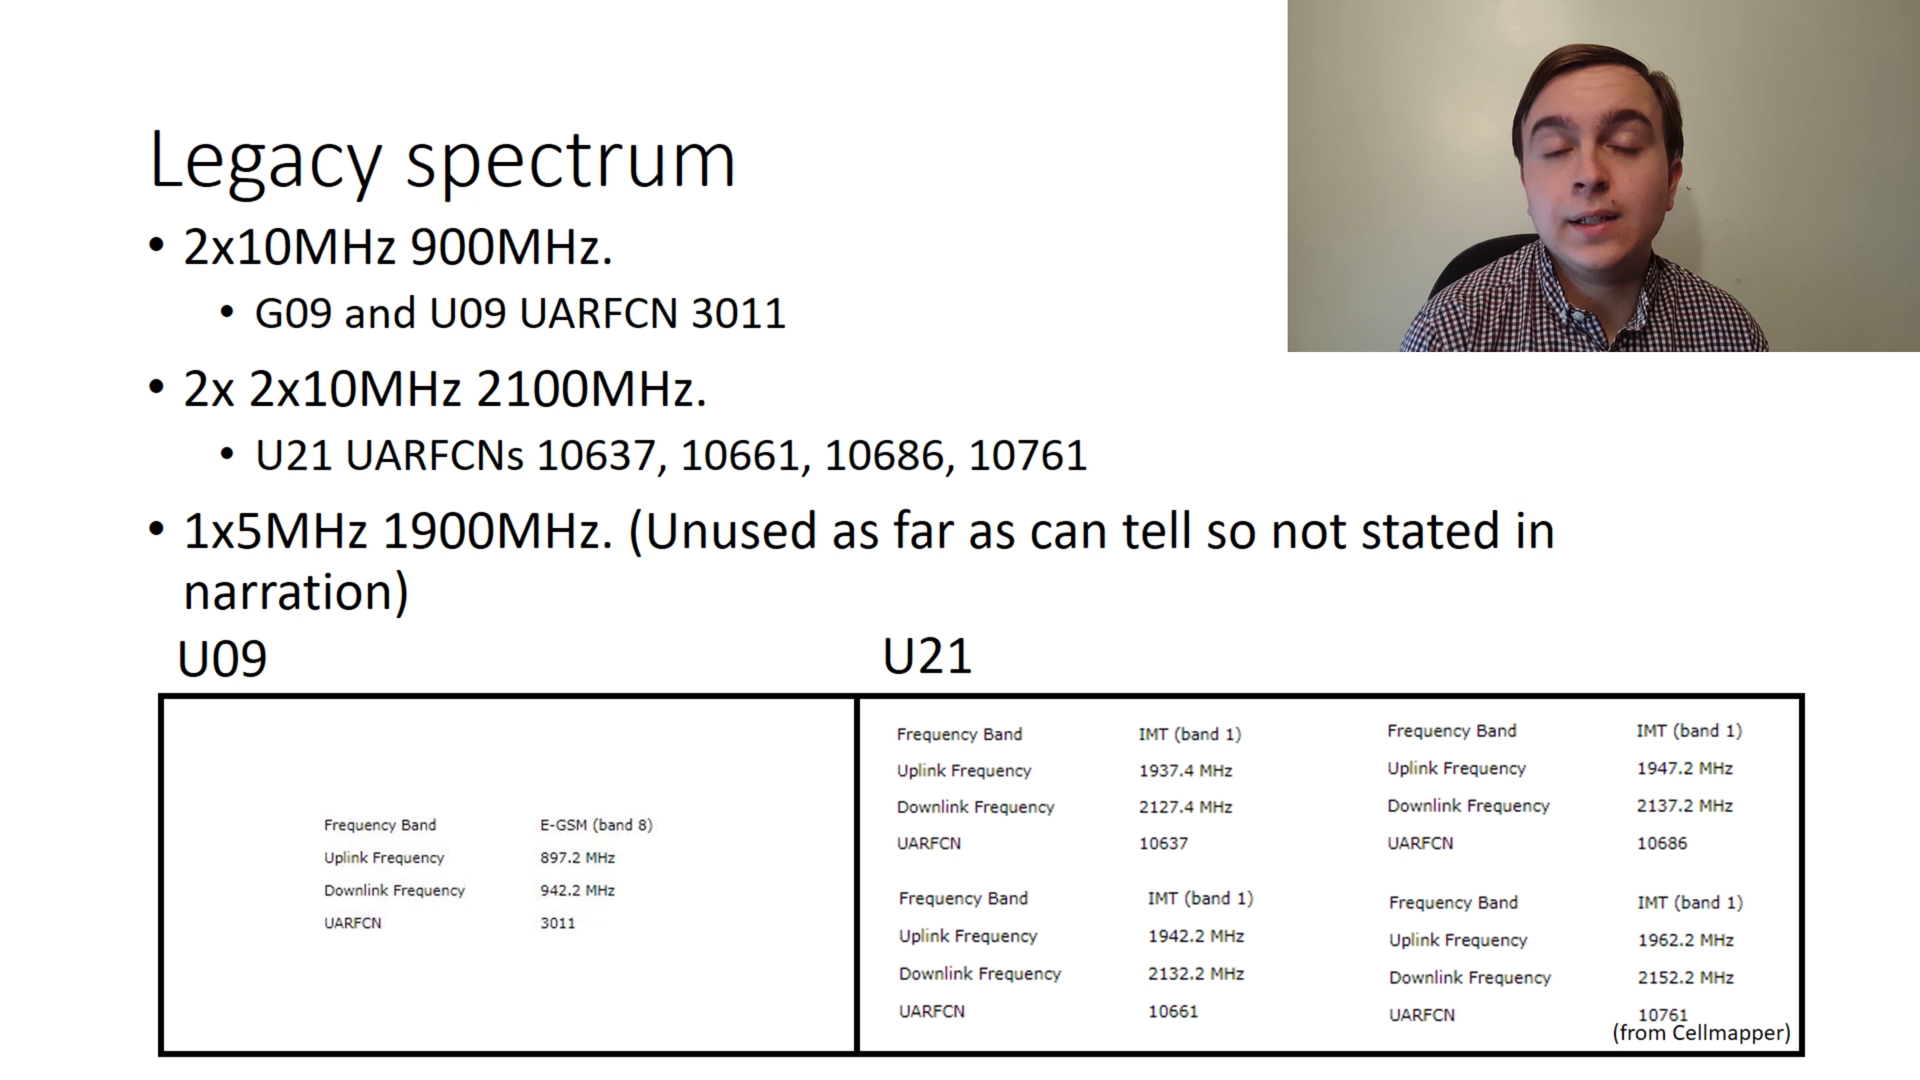 Legacy spectrum
• 2x10MHz 900MHz.
• G09 and U09 UARFCN 3011
• 2x 2x10MHz 2100MHz.
• U21 UARFCNs 10637, 10661, 10686, 10761
• 1x5MHz 1900MHz. (Unused as far as can tell so not stated in
narration)
U09
Frequency Band E-GSM (band 8)
Uplink Frequency 897.2 MHz
Downlink Frequency 942.2 MHz
UARFCN 3011
U21
Frequency Band IMT (band 1)
Uplink Frequency 1937.4 MHz
Downlink Frequency 2127.4 MHz
UARFCN 10637
Frequency Band IMT (band 1)
Uplink Frequency 1947.2 MHz
Downlink Frequency 2137.2 MHz
UARFCN 10686
Frequency Band IMT (band 1)
Uplink Frequency 1942.2 MHz
Downlink Frequency 2132.2 MHz
UARFCN 10661
Frequency Band IMT (band 1)
Uplink Frequency 1962.2 MHz
Downlink Frequency 2152.2 MHz
UARFCN 10761
(from Cellmapper)